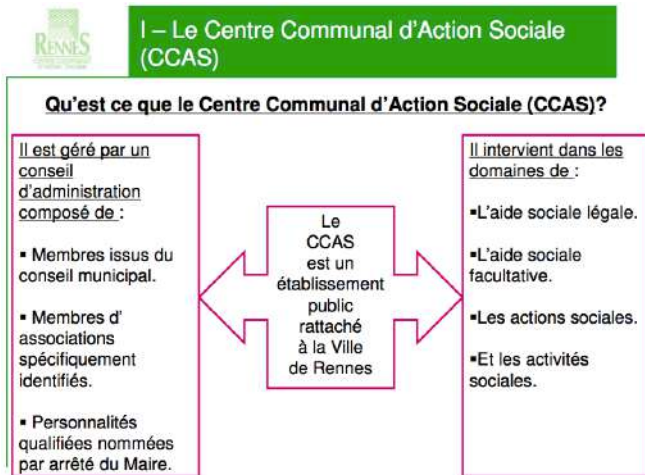 RENNES
I – Le Centre Communal d'Action Sociale
(CCAS)
Qu'est ce que le Centre Communal d'Action Sociale (CCAS)?
Il est géré par un
conseil
d'administration
composé de :
▪ Membres issus du
conseil municipal.
▪ Membres d'
associations
spécifiquement
identifiés.
▪ Personnalités
qualifiées nommées
par arrêté du Maire.
Le
CCAS
est un
établissement
public
rattaché
à la Ville
de Rennes
Il intervient dans les
domaines de :
▪L'aide sociale légale.
▪L'aide sociale
facultative.
▪Les actions sociales.
▪Et les activités
sociales.